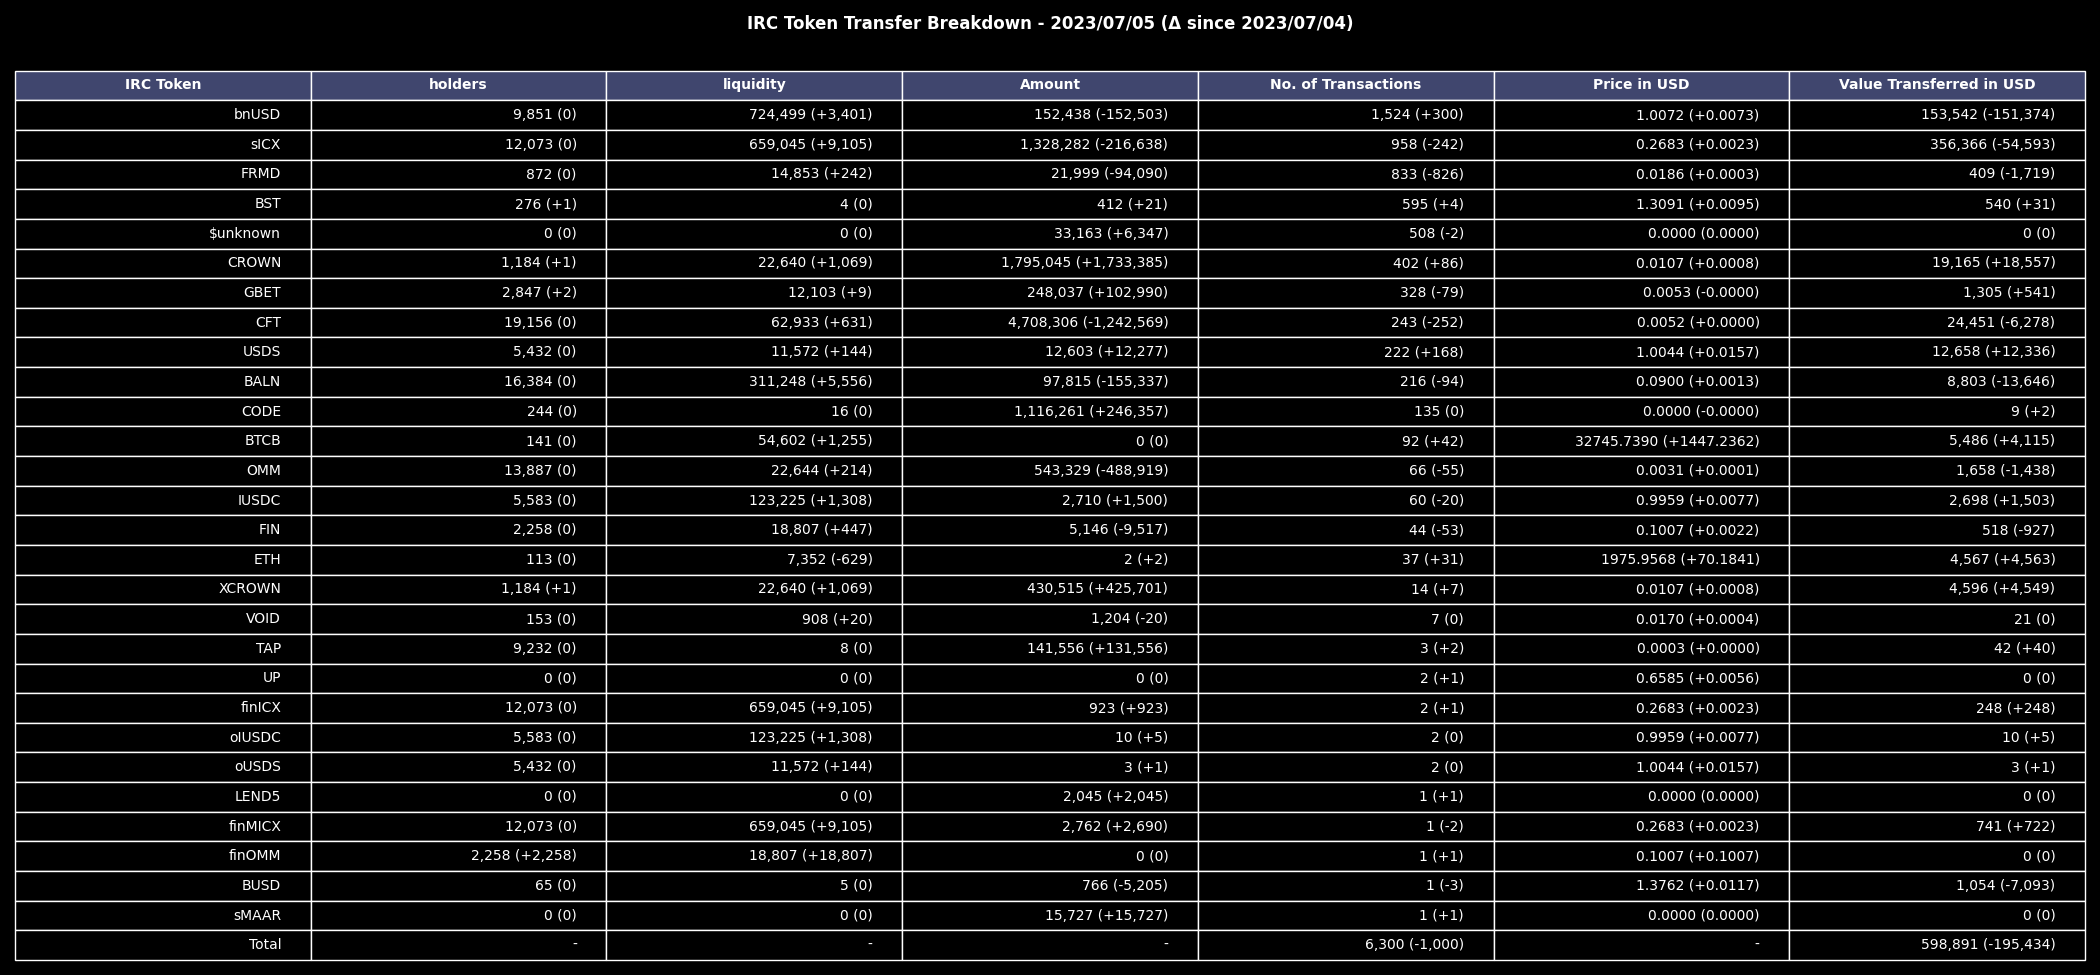 IRC Token Transfer Breakdown - 2023/07/05 (Δ since 2023/07/04)
IRC Token holders liquidity Amount No. of Transactions Price in USD Value Transferred in USD
bnUSD 9,851 (0) 724,499 (+3,401) 152,438 (-152,503) 1,524 (+300) 1.0072 (+0.0073) 153,542 (-151,374)
sICX 12,073 (0) 659,045 (+9,105) 1,328,282 (-216,638) 958 (-242) 0.2683 (+0.0023) 356,366 (-54,593)
FRMD 872 (0) 14,853 (+242) 21,999 (-94,090) 833 (-826) 0.0186 (+0.0003) 409 (-1,719)
BST 276 (+1) 4 (0) 412 (+21) 595 (+4) 1.3091 (+0.0095) 540 (+31)
$unknown 0 (0) 0 (0) 33,163 (+6,347) 508 (-2) 0.0000 (0.0000) 0 (0)
CROWN 1,184 (+1) 22,640 (+1,069) 1,795,045 (+1,733,385) 402 (+86) 0.0107 (+0.0008) 19,165 (+18,557)
GBET 2,847 (+2) 12,103 (+9) 248,037 (+102,990) 328 (-79) 0.0053 (-0.0000) 1,305 (+541)
CFT 19,156 (0) 62,933 (+631) 4,708,306 (-1,242,569) 243 (-252) 0.0052 (+0.0000) 24,451 (-6,278)
USDS 5,432 (0) 11,572 (+144) 12,603 (+12,277) 222 (+168) 1.0044 (+0.0157) 12,658 (+12,336)
BALN 16,384 (0) 311,248 (+5,556) 97,815 (-155,337) 216 (-94) 0.0900 (+0.0013) 8,803 (-13,646)
CODE 244 (0) 16 (0) 1,116,261 (+246,357) 135 (0) 0.0000 (-0.0000) 9 (+2)
BTCB 141 (0) 54,602 (+1,255) 0 (0) 92 (+42) 32745.7390 (+1447.2362) 5,486 (+4,115)
OMM 13,887 (0) 22,644 (+214) 543,329 (-488,919) 66 (-55) 0.0031 (+0.0001) 1,658 (-1,438)
IUSDC 5,583 (0) 123,225 (+1,308) 2,710 (+1,500) 60 (-20) 0.9959 (+0.0077) 2,698 (+1,503)
FIN 2,258 (0) 18,807 (+447) 5,146 (-9,517) 44 (-53) 0.1007 (+0.0022) 518 (-927)
ETH 113 (0) 7,352 (-629) 2 (+2) 37 (+31) 1975.9568 (+70.1841) 4,567 (+4,563)
XCROWN 1,184 (+1) 22,640 (+1,069) 430,515 (+425,701) 14 (+7) 0.0107 (+0.0008) 4,596 (+4,549)
VOID 153 (0) 908 (+20) 1,204 (-20) 7 (0) 0.0170 (+0.0004) 21 (0)
TAP 9,232 (0) 8 (0) 141,556 (+131,556) 3 (+2) 0.0003 (+0.0000) 42 (+40)
UP 0 (0) 0 (0) 0 (0) 2 (+1) 0.6585 (+0.0056) 0 (0)
finICX 12,073 (0) 659,045 (+9,105) 923 (+923) 2 (+1) 0.2683 (+0.0023) 248 (+248)
oIUSDC 5,583 (0) 123,225 (+1,308) 10 (+5) 2 (0) 0.9959 (+0.0077) 10 (+5)
oUSDS 5,432 (0) 11,572 (+144) 3 (+1) 2 (0) 1.0044 (+0.0157) 3 (+1)
LEND5 0 (0) 0 (0) 2,045 (+2,045) 1 (+1) 0.0000 (0.0000) 0 (0)
finMICX 12,073 (0) 659,045 (+9,105) 2,762 (+2,690) 1 (-2) 0.2683 (+0.0023) 741 (+722)
finOMM 2,258 (+2,258) 18,807 (+18,807) 0 (0) 1 (+1) 0.1007 (+0.1007) 0 (0)
BUSD 65 (0) 5 (0) 766 (-5,205) 1 (-3) 1.3762 (+0.0117) 1,054 (-7,093)
sMAAR 0 (0) 0 (0) 15,727 (+15,727) 1 (+1) 0.0000 (0.0000) 0 (0)
Total - - - 6,300 (-1,000) - 598,891 (-195,434)